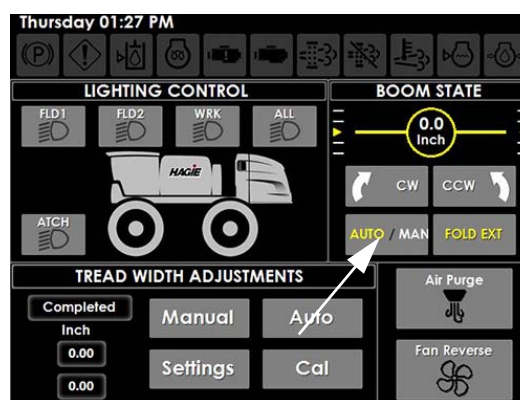 Thursday 01:27 PM
LIGHTING CONTROL
FLD1 FLD2 WRK ALL
HAGIE
ATCH
BOOM STATE
0.0
Inch
CW CCW
AUTO / MAN FOLD EXT
TREAD WIDTH ADJUSTMENTS
Completed
Inch
0.00
0.00
Manual Auto
Settings Cal
Air Purge
Fan Reverse